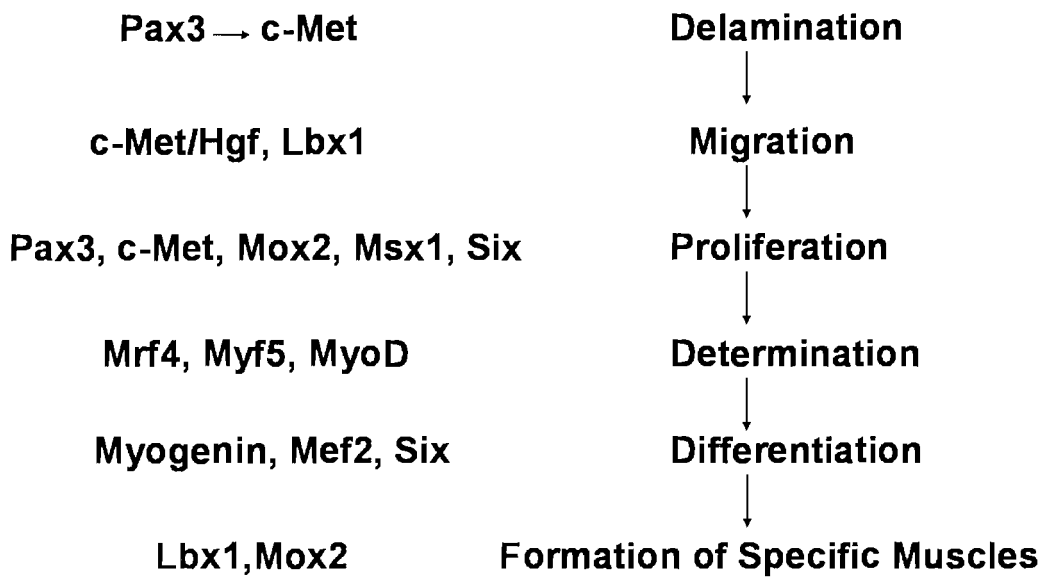 Pax3 → c-Met Delamination
c-Met/Hgf, Lbx1 Migration
Pax3, c-Met, Mox2, Msx1, Six Proliferation
Mrf4, Myf5, MyoD Determination
Myogenin, Mef2, Six Differentiation
Lbx1,Mox2 Formation of Specific Muscles